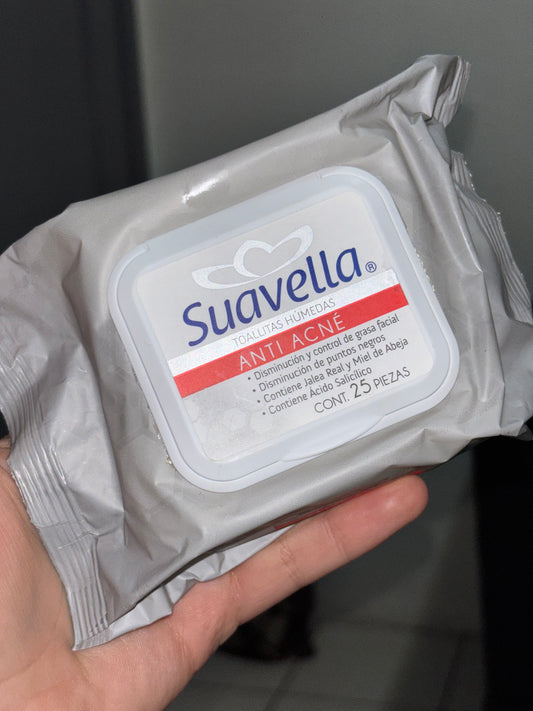 Suavella®
TOALLITAS HÚMEDAS
ANTI ACNÉ
• Disminución y control de grasa facial
• Disminución de puntos negros
• Contiene Jalea Real y Miel de Abeja
• Contiene Ácido Salicílico
CONT. 25 PIEZAS